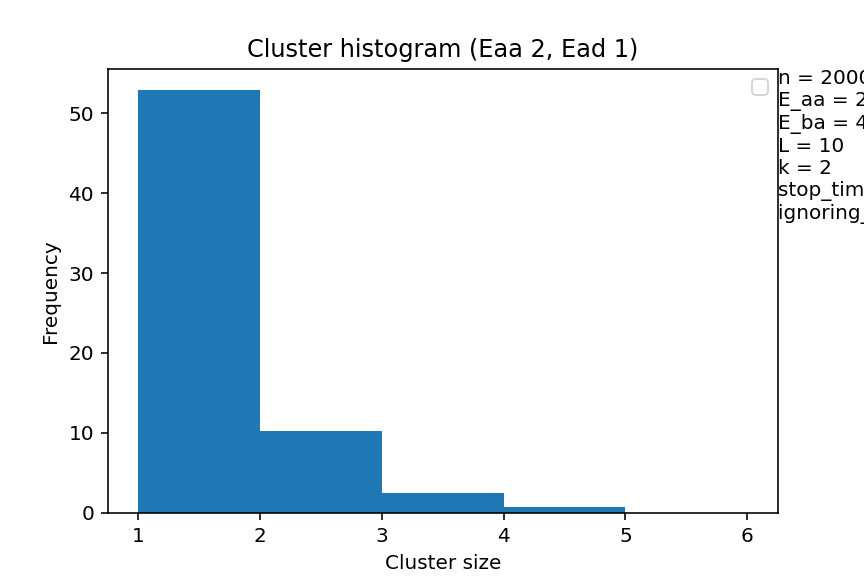 Cluster histogram (Eaa 2, Ead 1)
n = 2000
E_aa = 2
E_ba = 4
L = 10
k = 2
stop_tim
ignoring_
Frequency
50
40
30
20
10
0
1 2 3 4 5 6
Cluster size